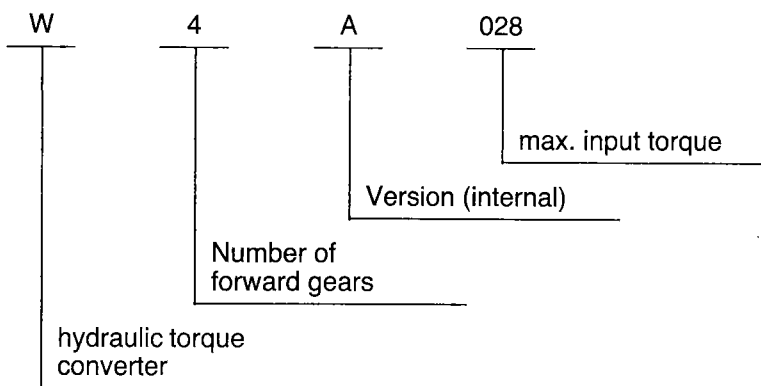 W 4 A 028
max. input torque
Version (internal)
Number of
forward gears
hydraulic torque
converter